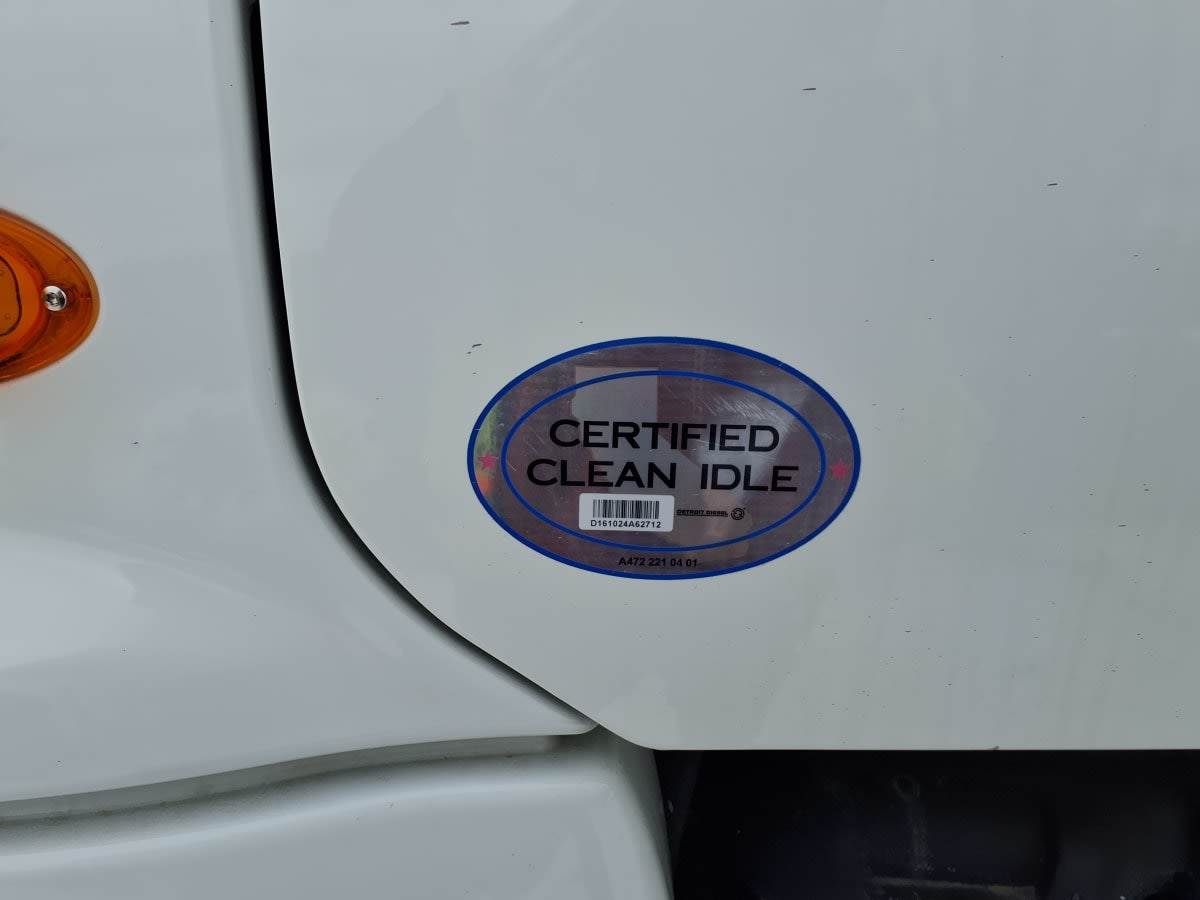 CERTIFIED
CLEAN IDLE
D161024A62712
DETROIT DIESEL
A472 221 04 01